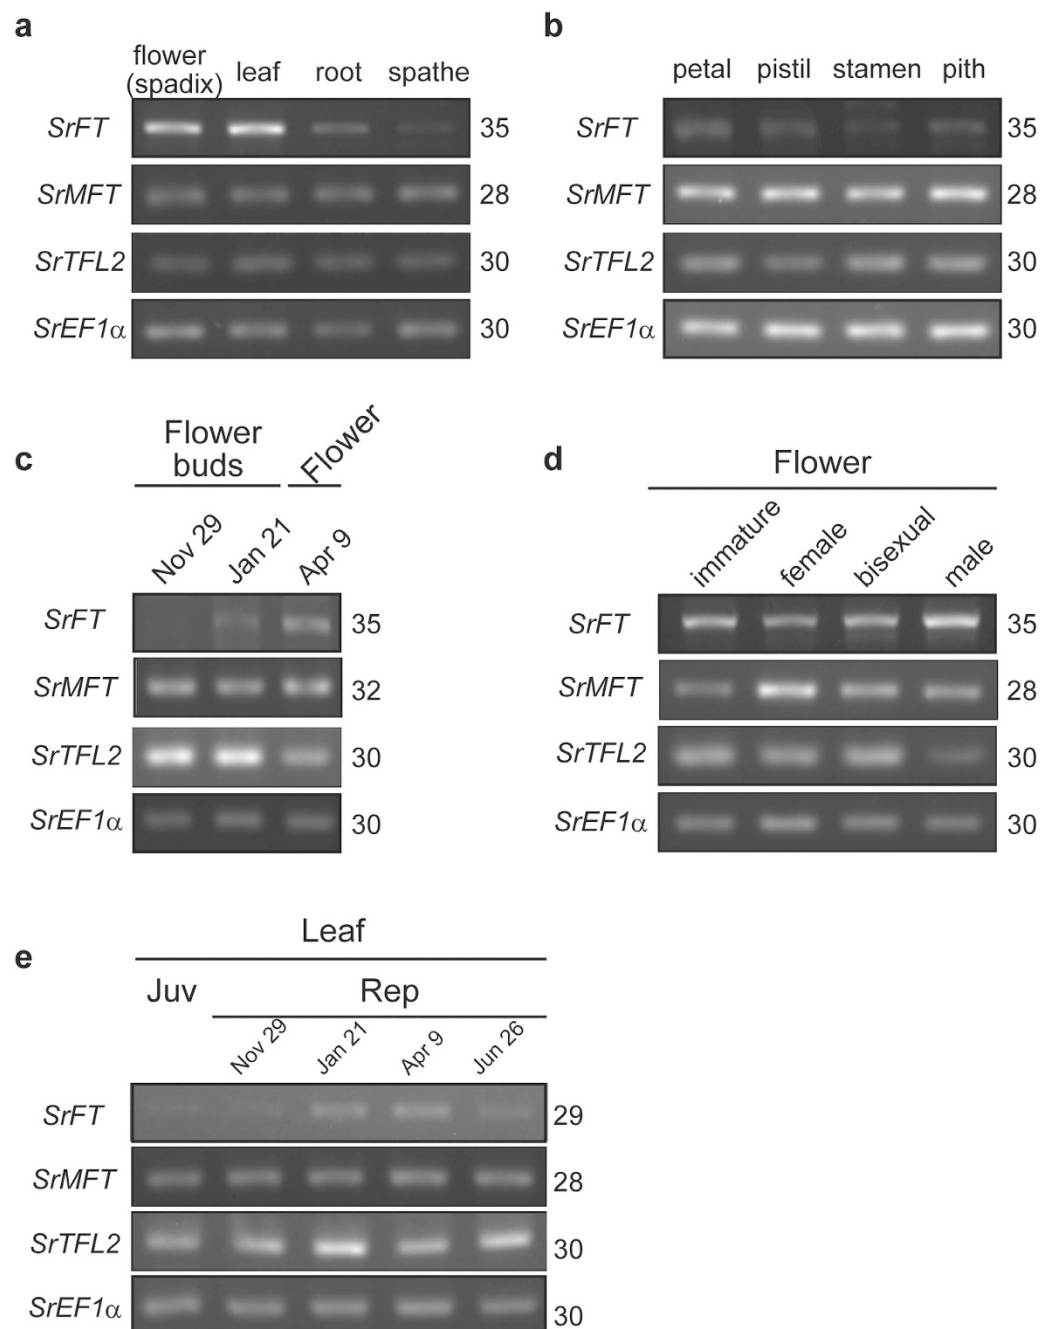 a
flower
(spadix) leaf root spathe
SrFT 35
SrMFT 28
SrTFL2 30
SrEF1α 30
b
petal pistil stamen pith
SrFT 35
SrMFT 28
SrTFL2 30
SrEF1α 30
c
Flower
buds
Flower
Nov 29 Jan 21 Apr 9
SrFT 35
SrMFT 32
SrTFL2 30
SrEF1α 30
d
Flower
immature female bisexual male
SrFT 35
SrMFT 28
SrTFL2 30
SrEF1α 30
e
Leaf
Juv Rep
Nov 29 Jan 21 Apr 9 Jun 26
SrFT 29
SrMFT 28
SrTFL2 30
SrEF1α 30